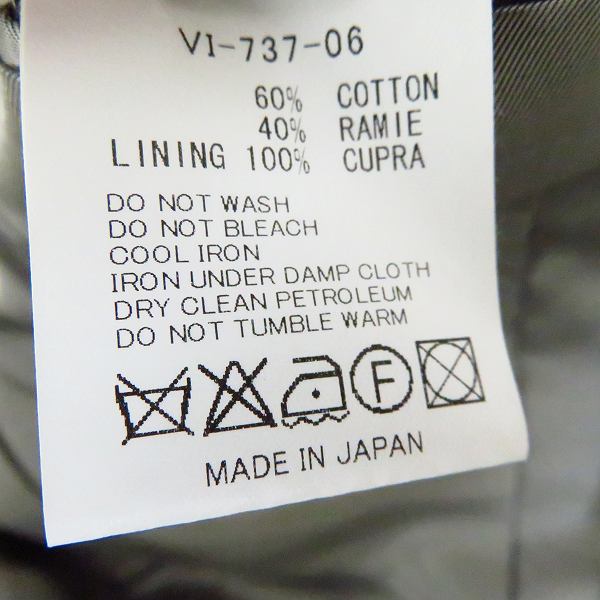 VI-737-06
60% COTTON
40% RAMIE
LINING 100% CUPRA
DO NOT WASH
DO NOT BLEACH
COOL IRON
IRON UNDER DAMP CLOTH
DRY CLEAN PETROLEUM
DO NOT TUMBLE WARM
F
MADE IN JAPAN